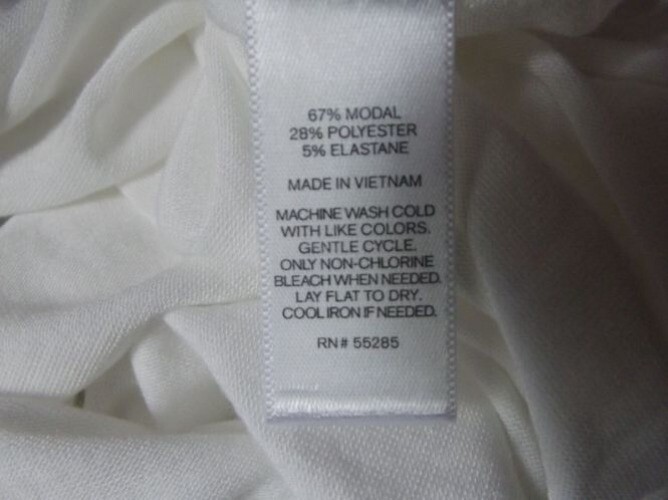 67% MODAL
28% POLYESTER
5% ELASTANE
MADE IN VIETNAM
MACHINE WASH COLD
WITH LIKE COLORS.
GENTLE CYCLE.
ONLY NON-CHLORINE
BLEACH WHEN NEEDED.
LAY FLAT TO DRY.
COOL IRON IF NEEDED.
RN# 55285